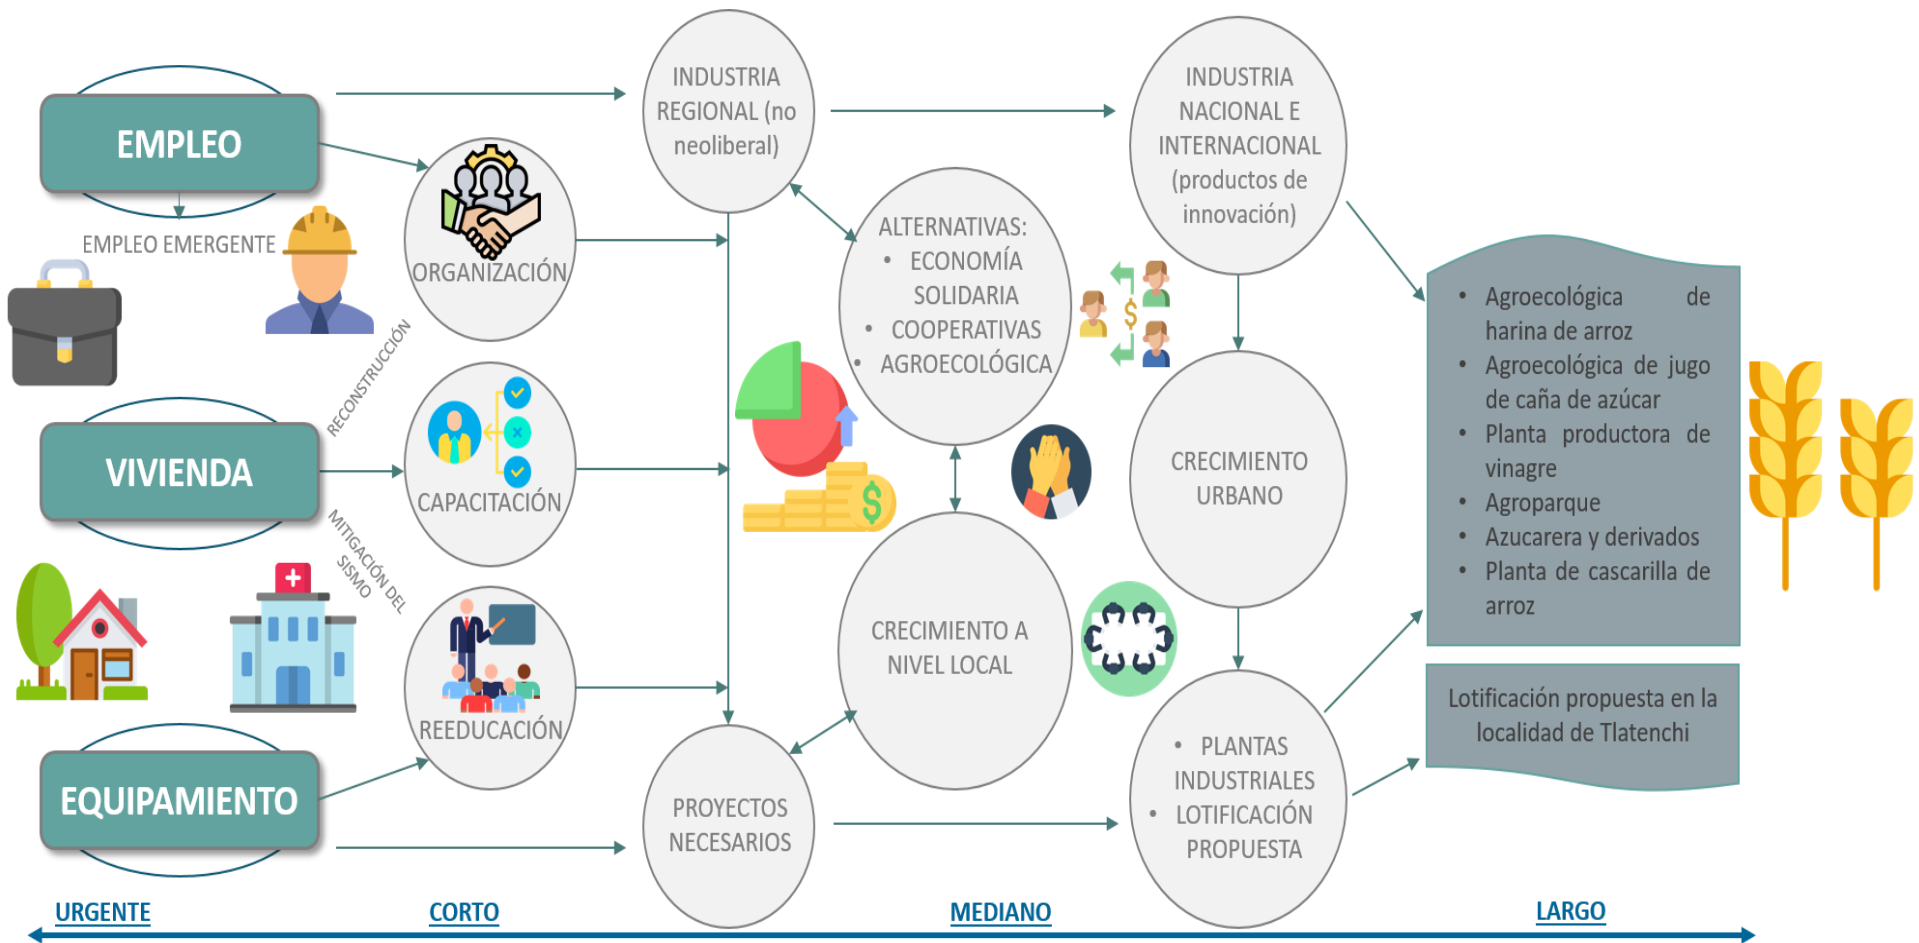 EMPLEO
EMPLEO EMERGENTE
VIVIENDA
EQUIPAMIENTO
RECONSTRUCCIÓN
MITIGACIÓN DEL
SISMO
ORGANIZACIÓN
CAPACITACIÓN
REEDUCACIÓN
INDUSTRIA
REGIONAL (no
neoliberal)
PROYECTOS
NECESARIOS
ALTERNATIVAS:
• ECONOMÍA
SOLIDARIA
• COOPERATIVAS
• AGROECOLÓGICA
$
$
CRECIMIENTO A
NIVEL LOCAL
INDUSTRIA
NACIONAL E
INTERNACIONAL
(productos de
innovación)
CRECIMIENTO
URBANO
• PLANTAS
INDUSTRIALES
• LOTIFICACIÓN
PROPUESTA
• Agroecológica de
harina de arroz
• Agroecológica de jugo
de caña de azúcar
• Planta productora de
vinagre
• Agroparque
• Azucarera y derivados
• Planta de cascarilla de
arroz
Lotificación propuesta en la
localidad de Tlatenchi
URGENTE
CORTO
MEDIANO
LARGO